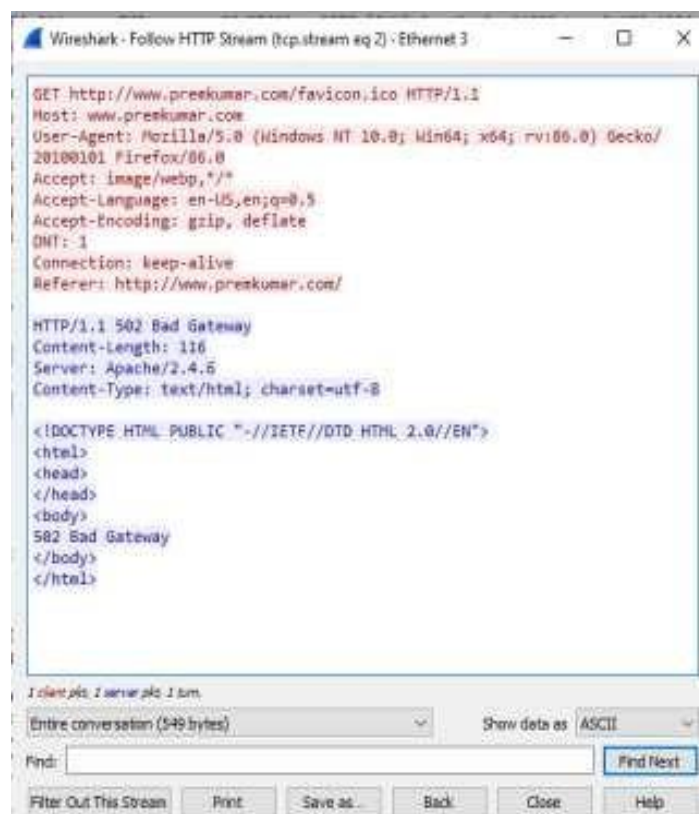 Wireshark - Follow HTTP Stream (tcp.stream eq 2) - Ethernet 3
GET http://www.premkumar.com/favicon.ico HTTP/1.1
Host: www.premkumar.com
User-Agent: Mozilla/5.0 (Windows NT 10.0; Win64; x64; rv:86.0) Gecko/
20100101 Firefox/86.0
Accept: image/webp,*/*
Accept-Language: en-US,en;q=0.5
Accept-Encoding: gzip, deflate
DNT: 1
Connection: keep-alive
Referer: http://www.premkumar.com/
HTTP/1.1 502 Bad Gateway
Content-Length: 116
Server: Apache/2.4.6
Content-Type: text/html; charset=utf-8
<!DOCTYPE HTML PUBLIC "-//IETF//DTD HTML 2.0//EN">
<html>
<head>
</head>
<body>
502 Bad Gateway
</body>
</html>
1 client pkt, 1 server pkt, 1 turn.
Entire conversation (549 bytes)
Show data as ASCII
Find:
Find Next
Filter Out This Stream Print Save as... Back Close Help